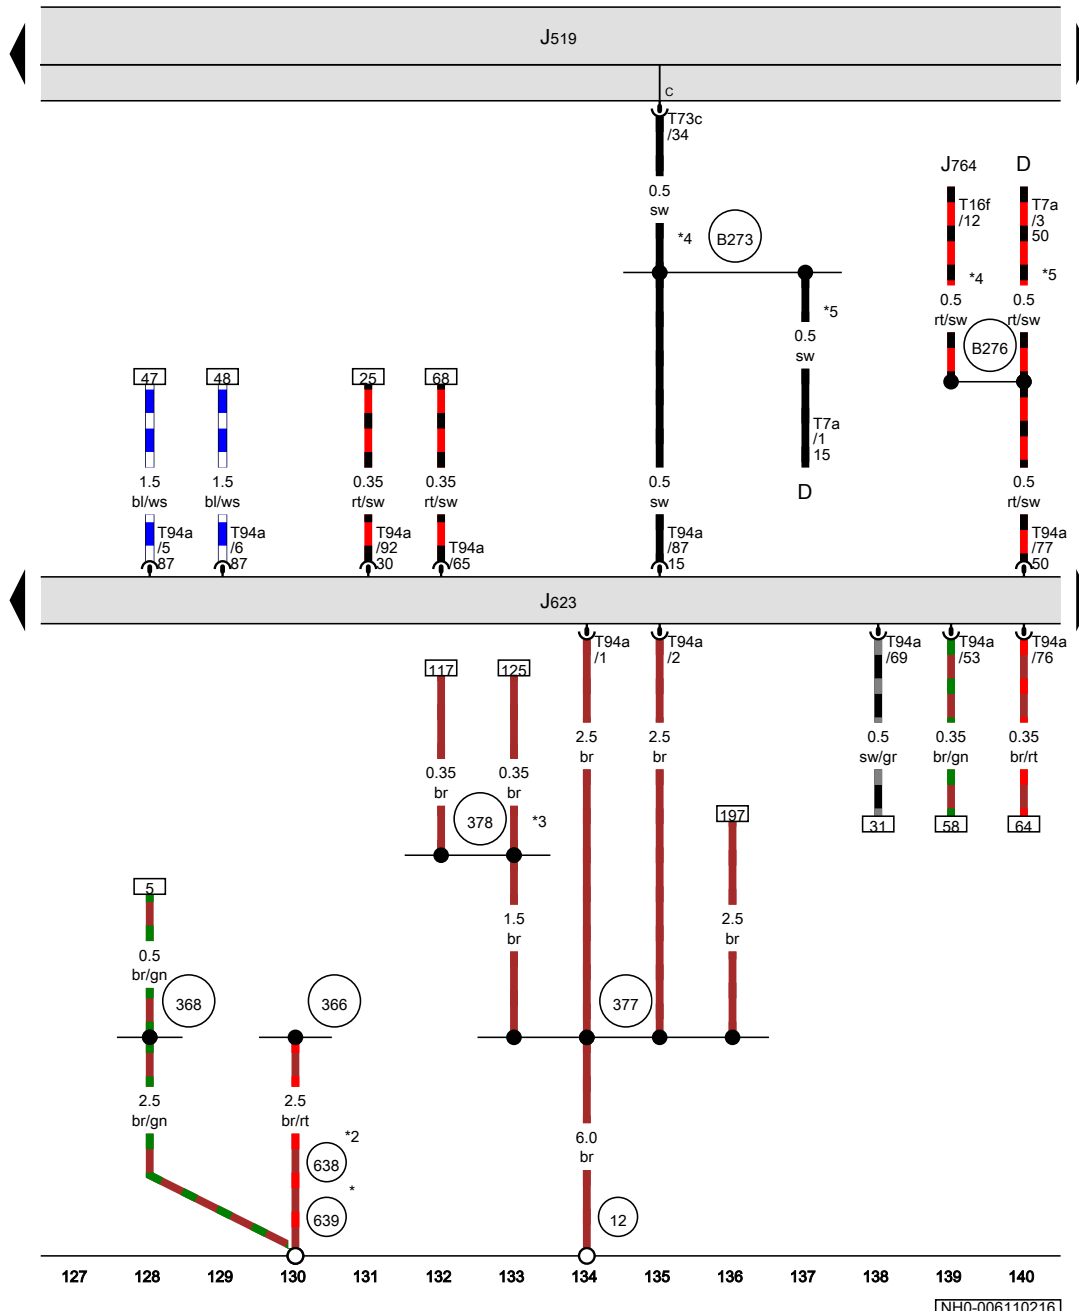 J519
c
T73c
/34
J764
D
0.5
sw
T16f
/12
T7a
/3
50
*4
B273
*4
*5
*5
0.5
rt/sw
0.5
rt/sw
0.5
sw
B276
47
48
25
68
T7a
/1
15
1.5
bl/ws
1.5
bl/ws
0.35
rt/sw
0.35
rt/sw
0.5
sw
D
0.5
rt/sw
T94a
/5
87
T94a
/6
87
T94a
/92
30
T94a
/65
T94a
/87
15
T94a
/77
50
J623
T94a
/1
T94a
/2
T94a
/69
T94a
/53
T94a
/76
117
125
2.5
br
2.5
br
0.5
sw/gr
0.35
br/gn
0.35
br/rt
0.35
br
0.35
br
378
*3
197
31
58
64
5
1.5
br
2.5
br
0.5
br/gn
368
366
377
2.5
br/gn
2.5
br/rt
*2
6.0
br
638
*
639
12
127 128 129 130 131 132 133 134 135 136 137 138 139 140
NH0-006110216